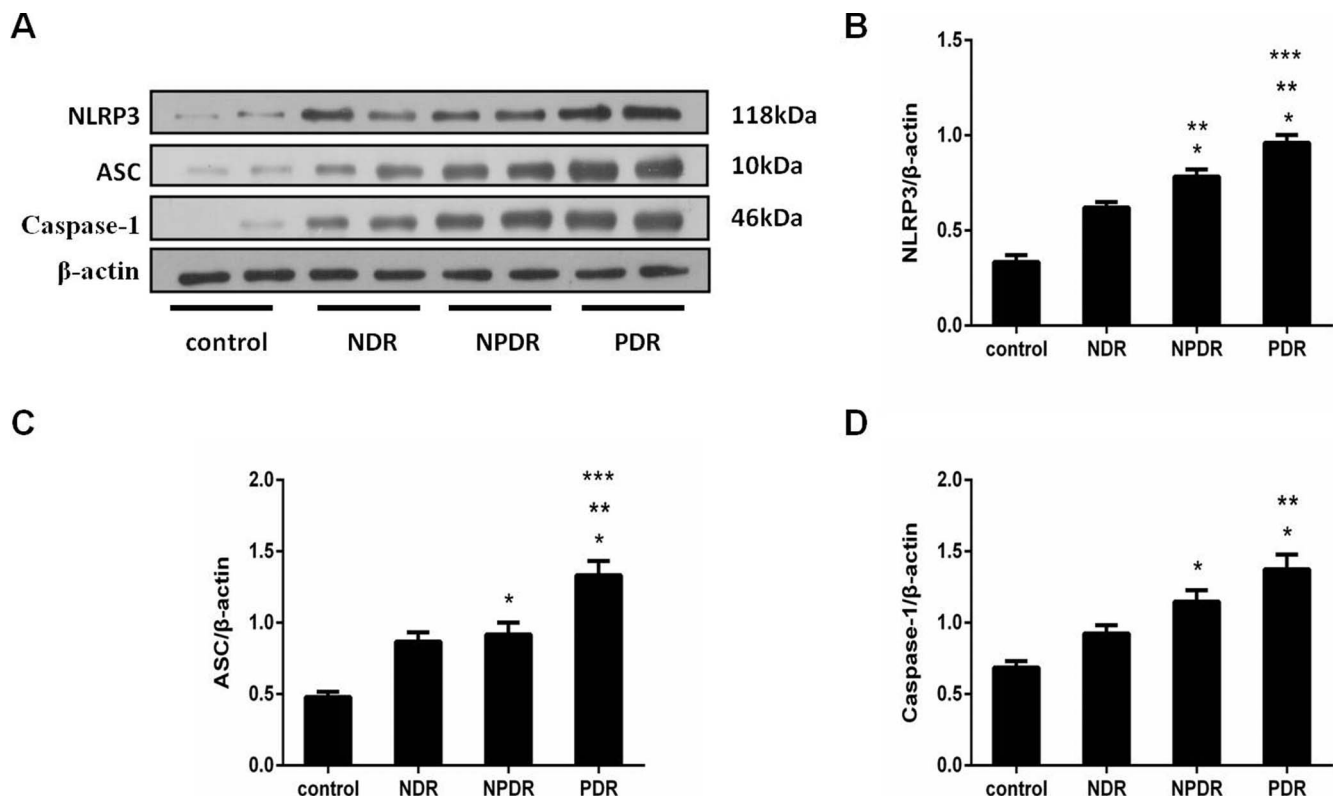 A
NLRP3 118kDa
ASC 10kDa
Caspase-1 46kDa
β-actin
control NDR NPDR PDR
B
NLRP3/β-actin
1.5
1.0
0.5
0.0
** *
*** ** *
control NDR NPDR PDR
C
ASC/β-actin
2.0
1.5
1.0
0.5
0.0
*
*** ** *
control NDR NPDR PDR
D
Caspase-1/β-actin
2.0
1.5
1.0
0.5
0.0
*
** *
control NDR NPDR PDR